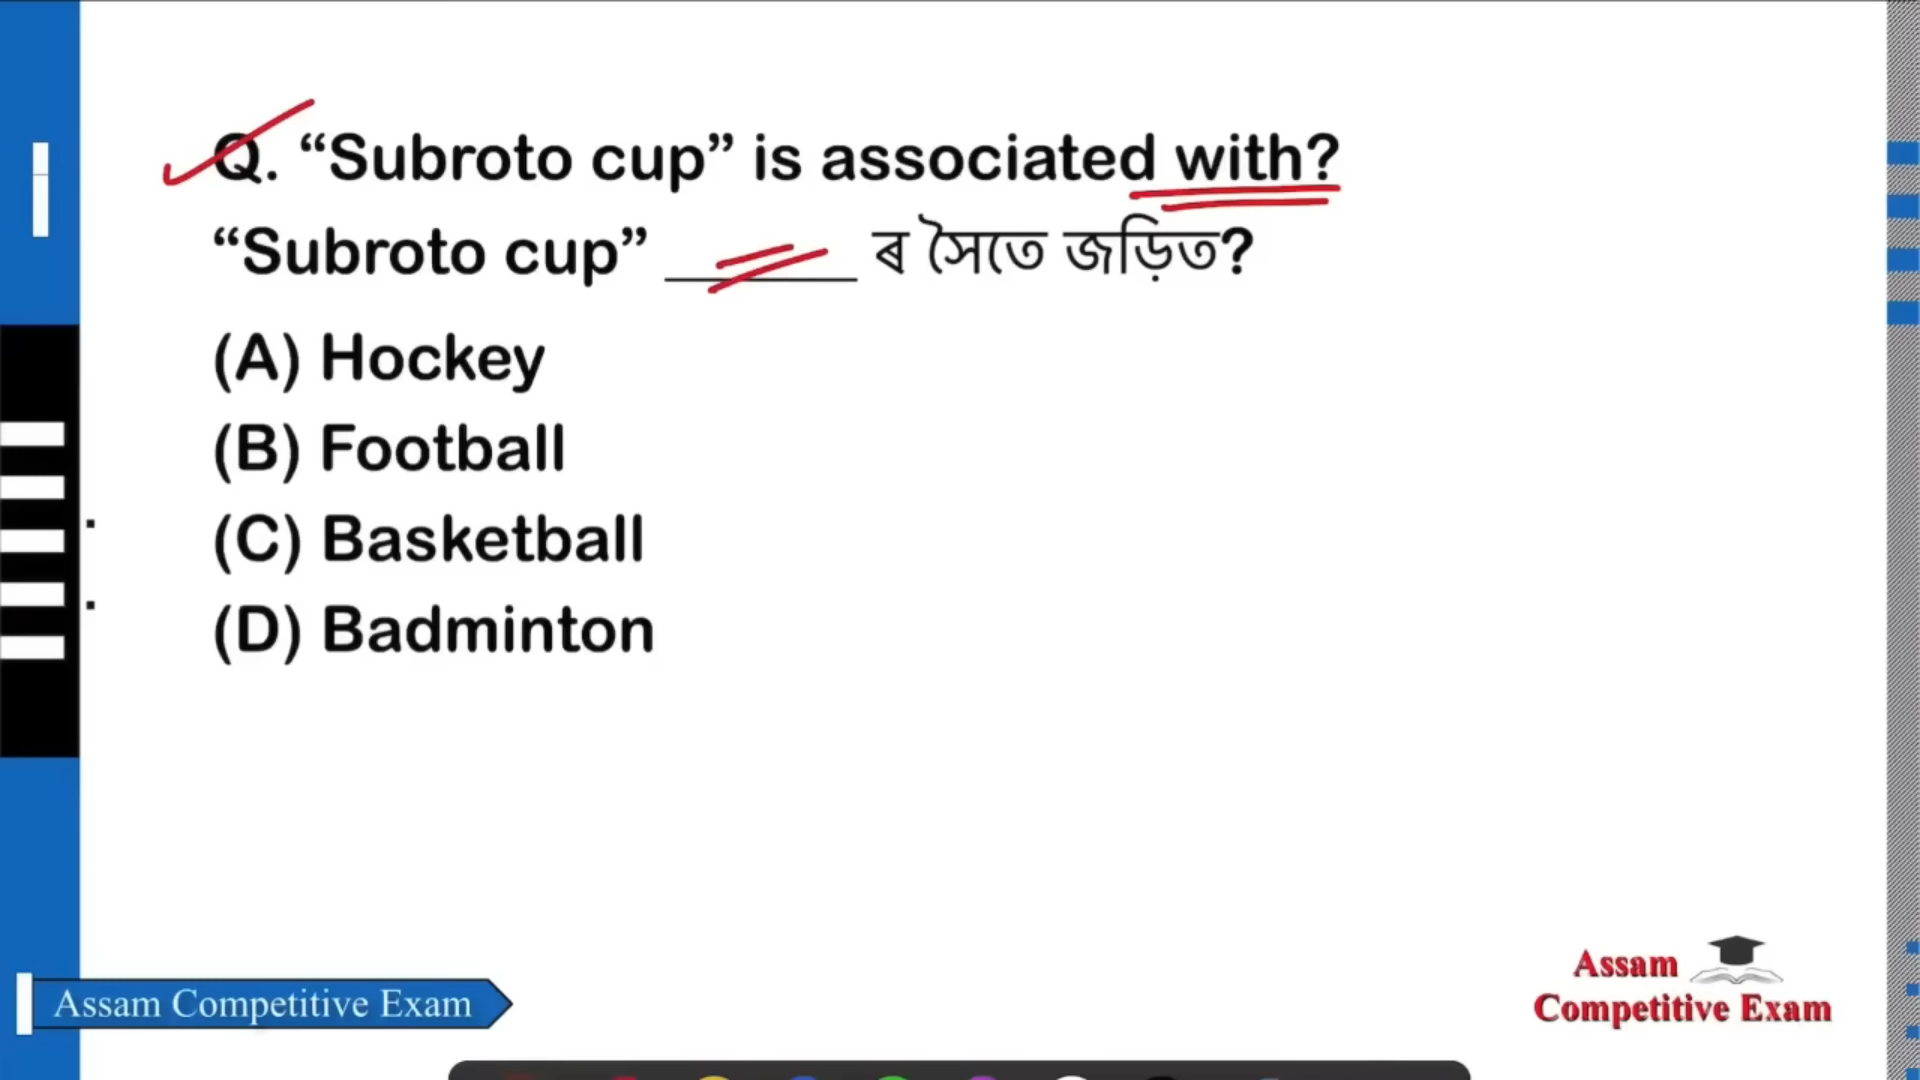 Q. “Subroto cup” is associated with?
“Subroto cup” ______ ৰ সৈতে জড়িত?
(A) Hockey
(B) Football
(C) Basketball
(D) Badminton
Assam Competitive Exam
Assam
Competitive Exam